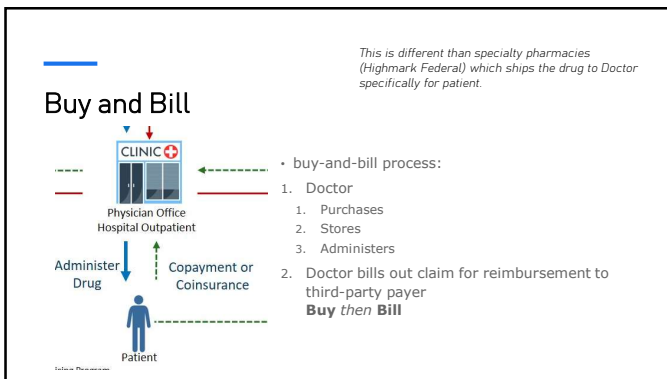 This is different than specialty pharmacies
(Highmark Federal) which ships the drug to Doctor
specifically for patient.
Buy and Bill
CLINIC
Physician Office
Hospital Outpatient
Administer
Drug
Copayment or
Coinsurance
Patient
• buy-and-bill process:
1. Doctor
1. Purchases
2. Stores
3. Administers
2. Doctor bills out claim for reimbursement to
third-party payer
Buy then Bill